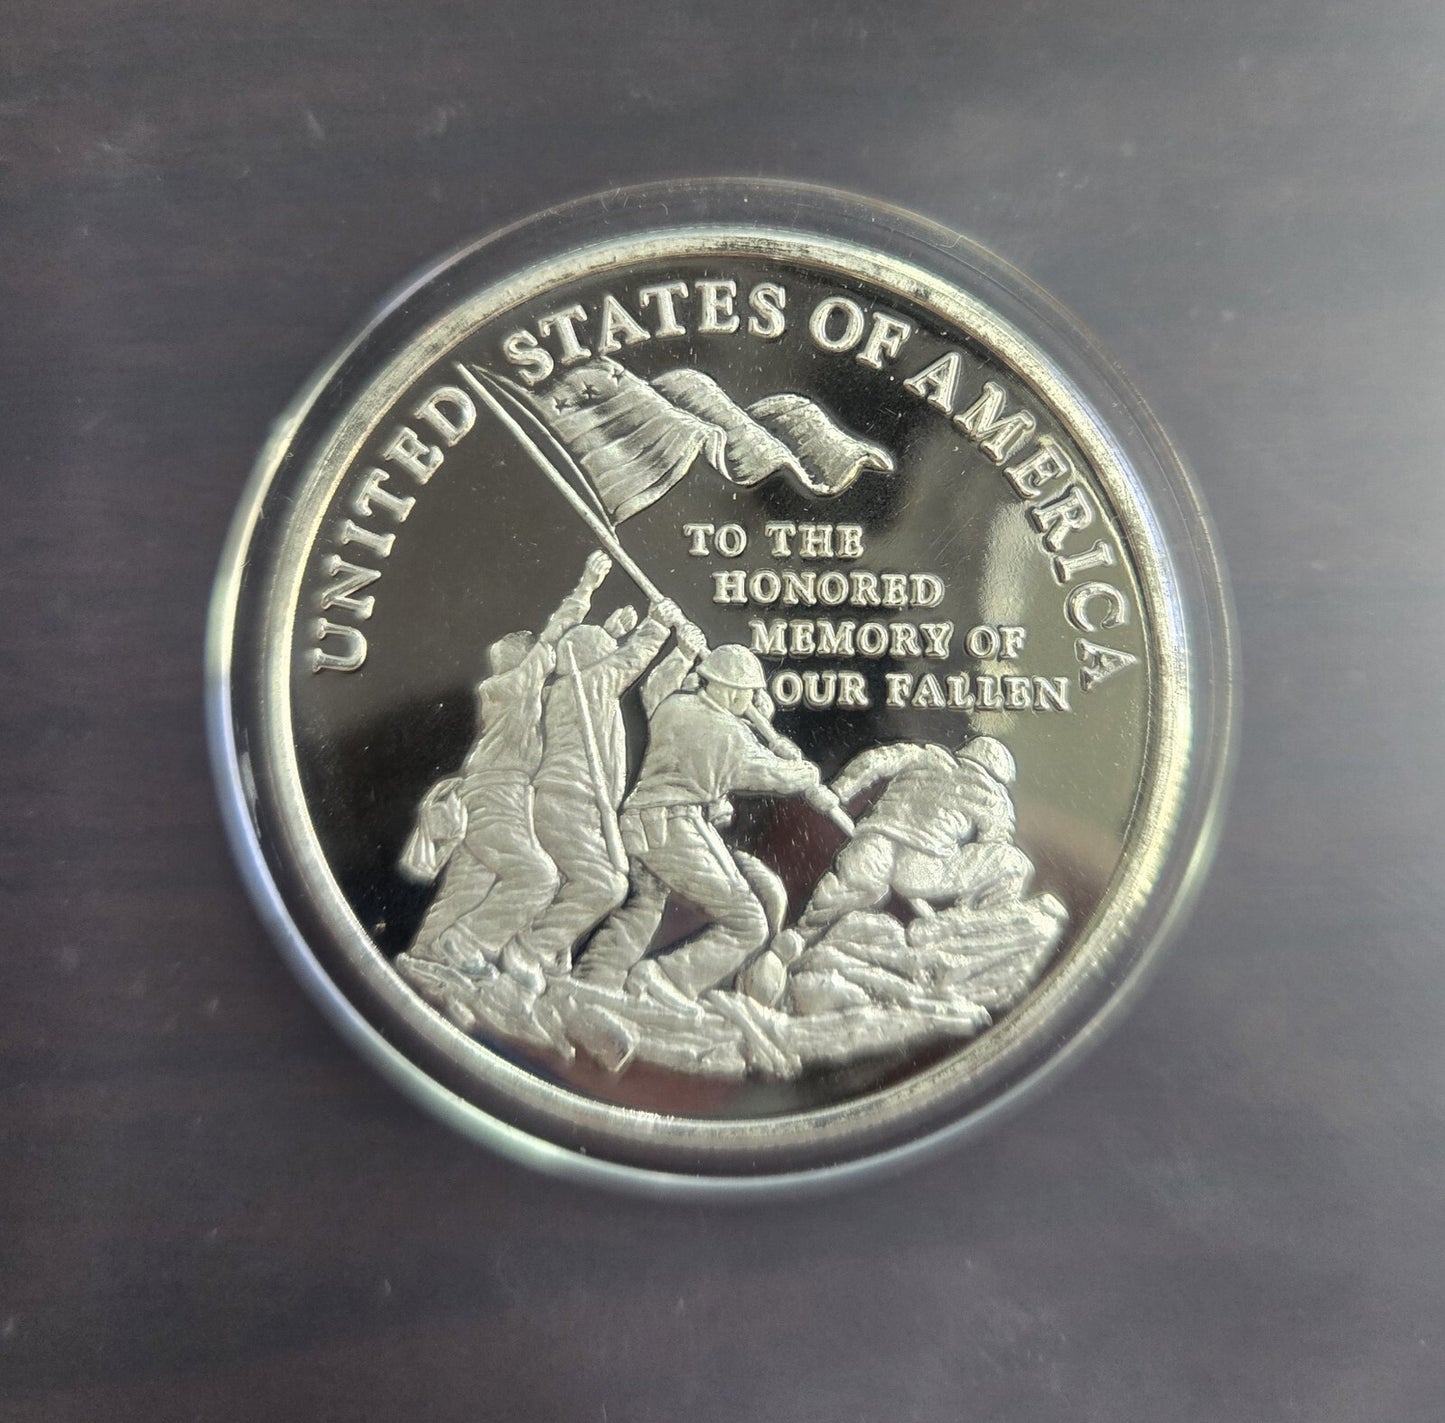 UNITED STATES OF AMERICA
TO THE
HONORED
MEMORY OF
OUR FALLEN